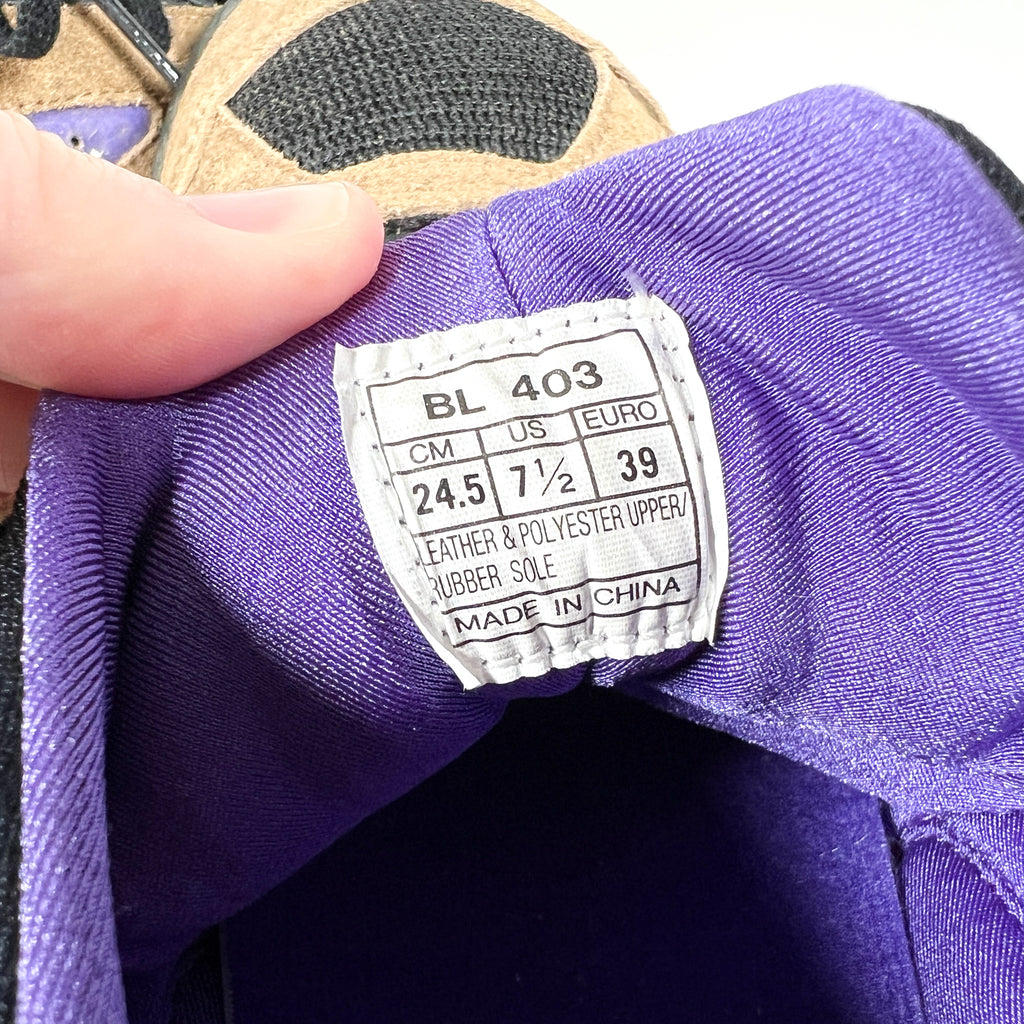 BL 403
CM US EURO
24.5 7½ 39
LEATHER & POLYESTER UPPER/
RUBBER SOLE
MADE IN CHINA